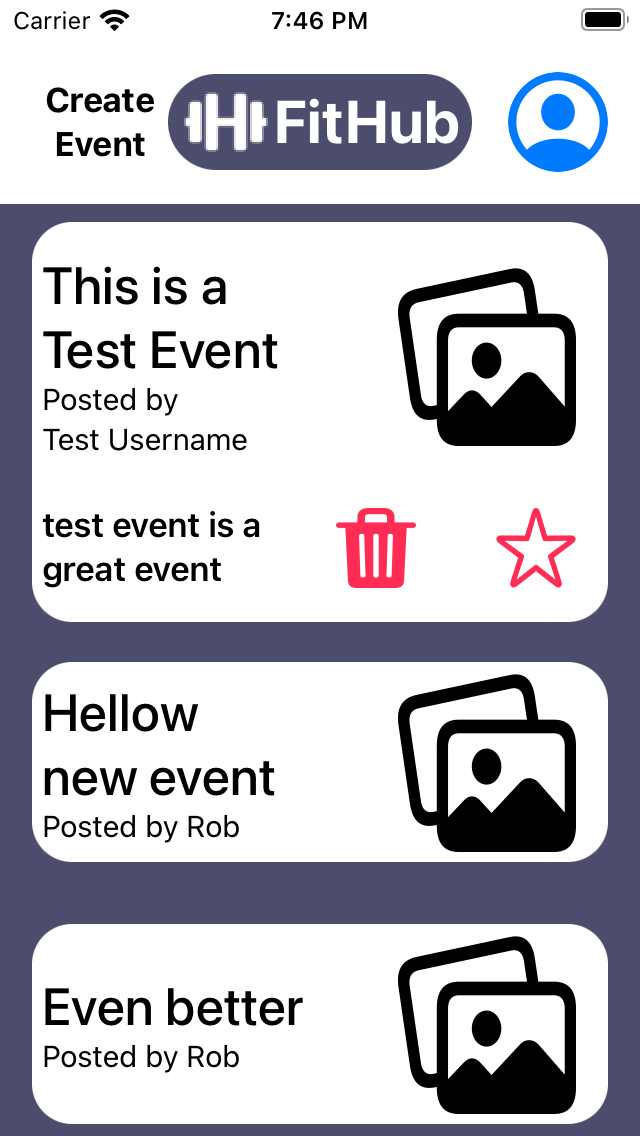 Carrier 7:46 PM
Create
Event
FitHub
This is a
Test Event
Posted by
Test Username
test event is a
great event
Hellow
new event
Posted by Rob
Even better
Posted by Rob